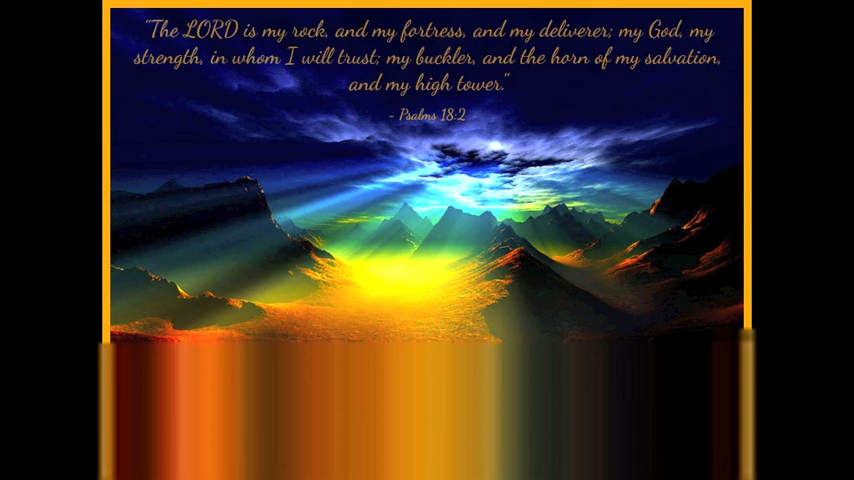 "The LORD is my rock, and my fortress, and my deliverer; my God, my
strength, in whom I will trust; my buckler, and the horn of my salvation,
and my high tower."
- Psalms 18:2